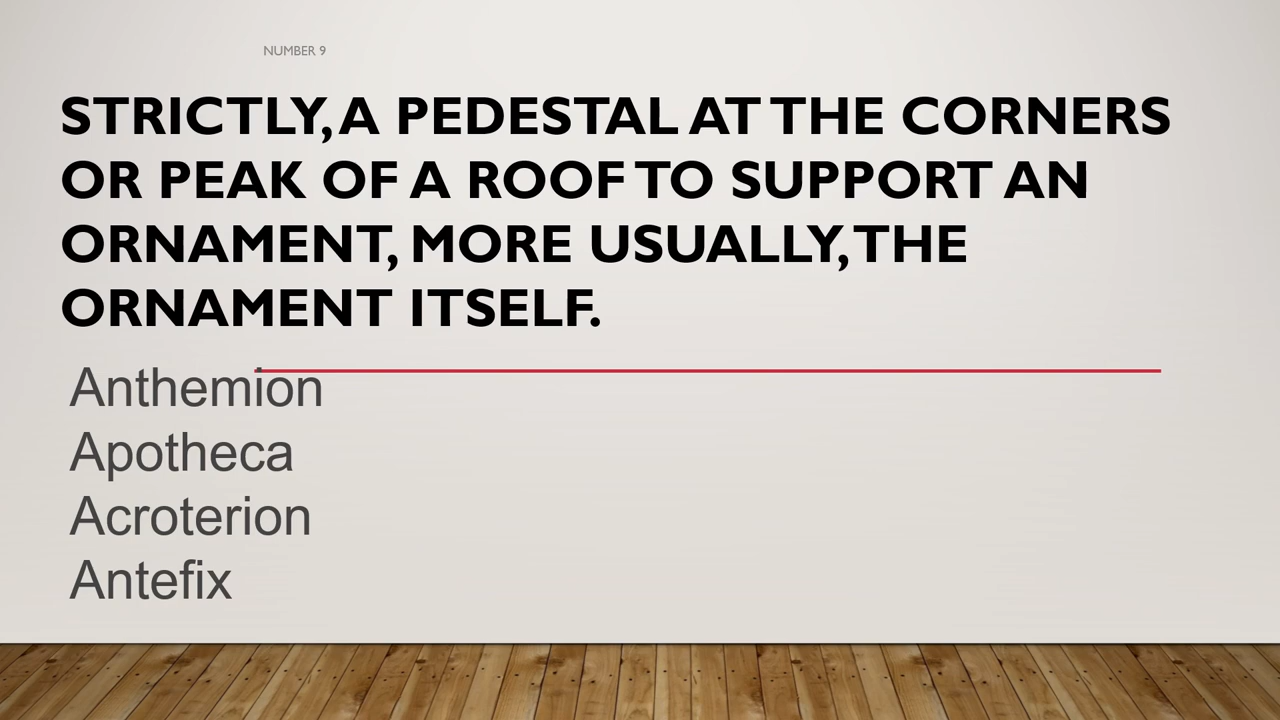 NUMBER 9
STRICTLY, A PEDESTAL AT THE CORNERS
OR PEAK OF A ROOF TO SUPPORT AN
ORNAMENT, MORE USUALLY, THE
ORNAMENT ITSELF.
Anthemion
Apotheca
Acroterion
Antefix